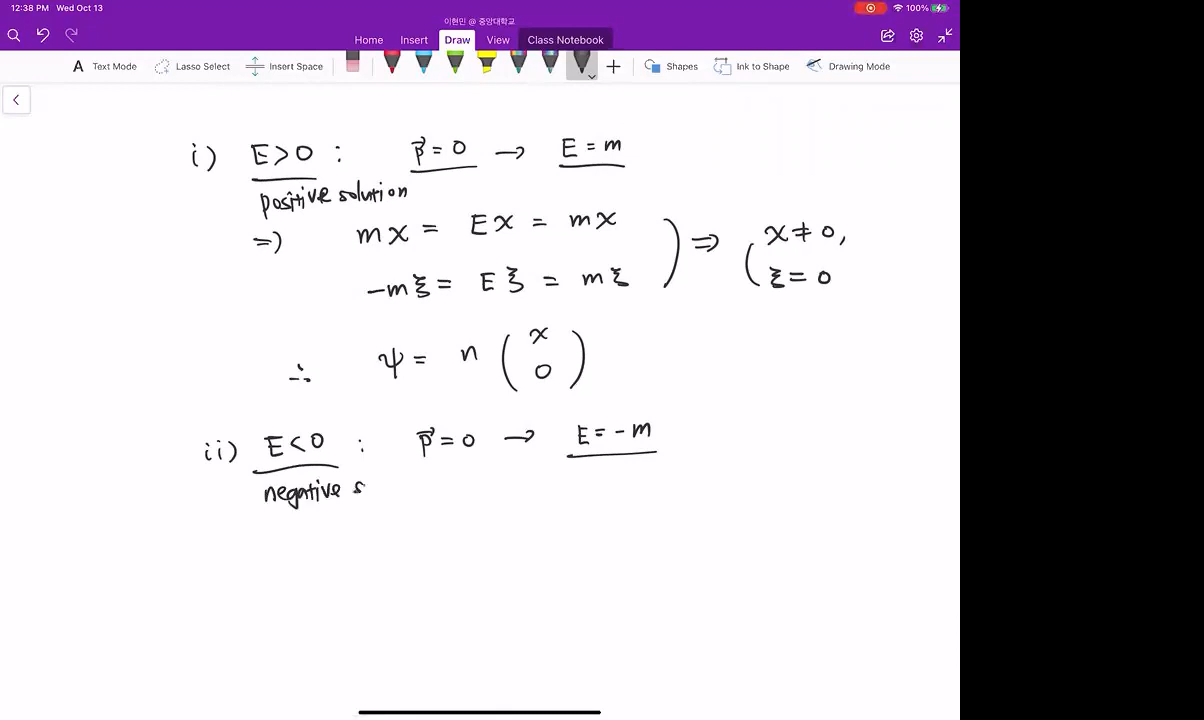 12:38 PM Wed Oct 13
100%
이현민 @ 중앙대학교
Home Insert Draw View Class Notebook
Text Mode Lasso Select Insert Space Shapes Ink to Shape Drawing Mode
i) E > 0 : p⃗ = 0 → E = m
positive solution
⇒) mχ = Eχ = mχ
-mξ = Eξ = mξ
⇒ ( χ ≠ 0,
ξ = 0
∴ ψ = n ( χ
0 )
ii) E < 0 : p⃗ = 0 → E = - m
negative s